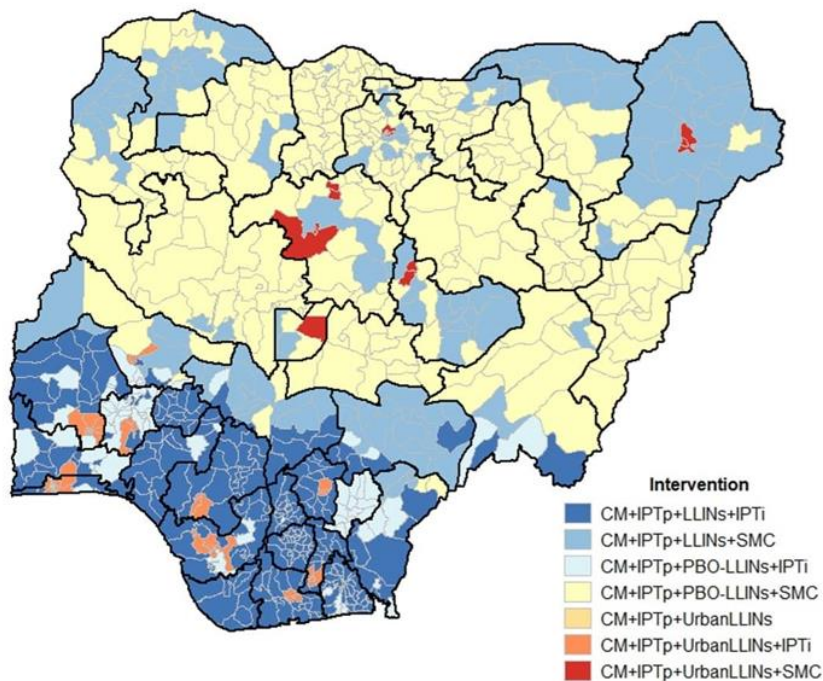 Intervention
CM+IPTp+LLINs+IPTi
CM+IPTp+LLINs+SMC
CM+IPTp+PBO-LLINs+IPTi
CM+IPTp+PBO-LLINs+SMC
CM+IPTp+UrbanLLINs
CM+IPTp+UrbanLLINs+IPTi
CM+IPTp+UrbanLLINs+SMC